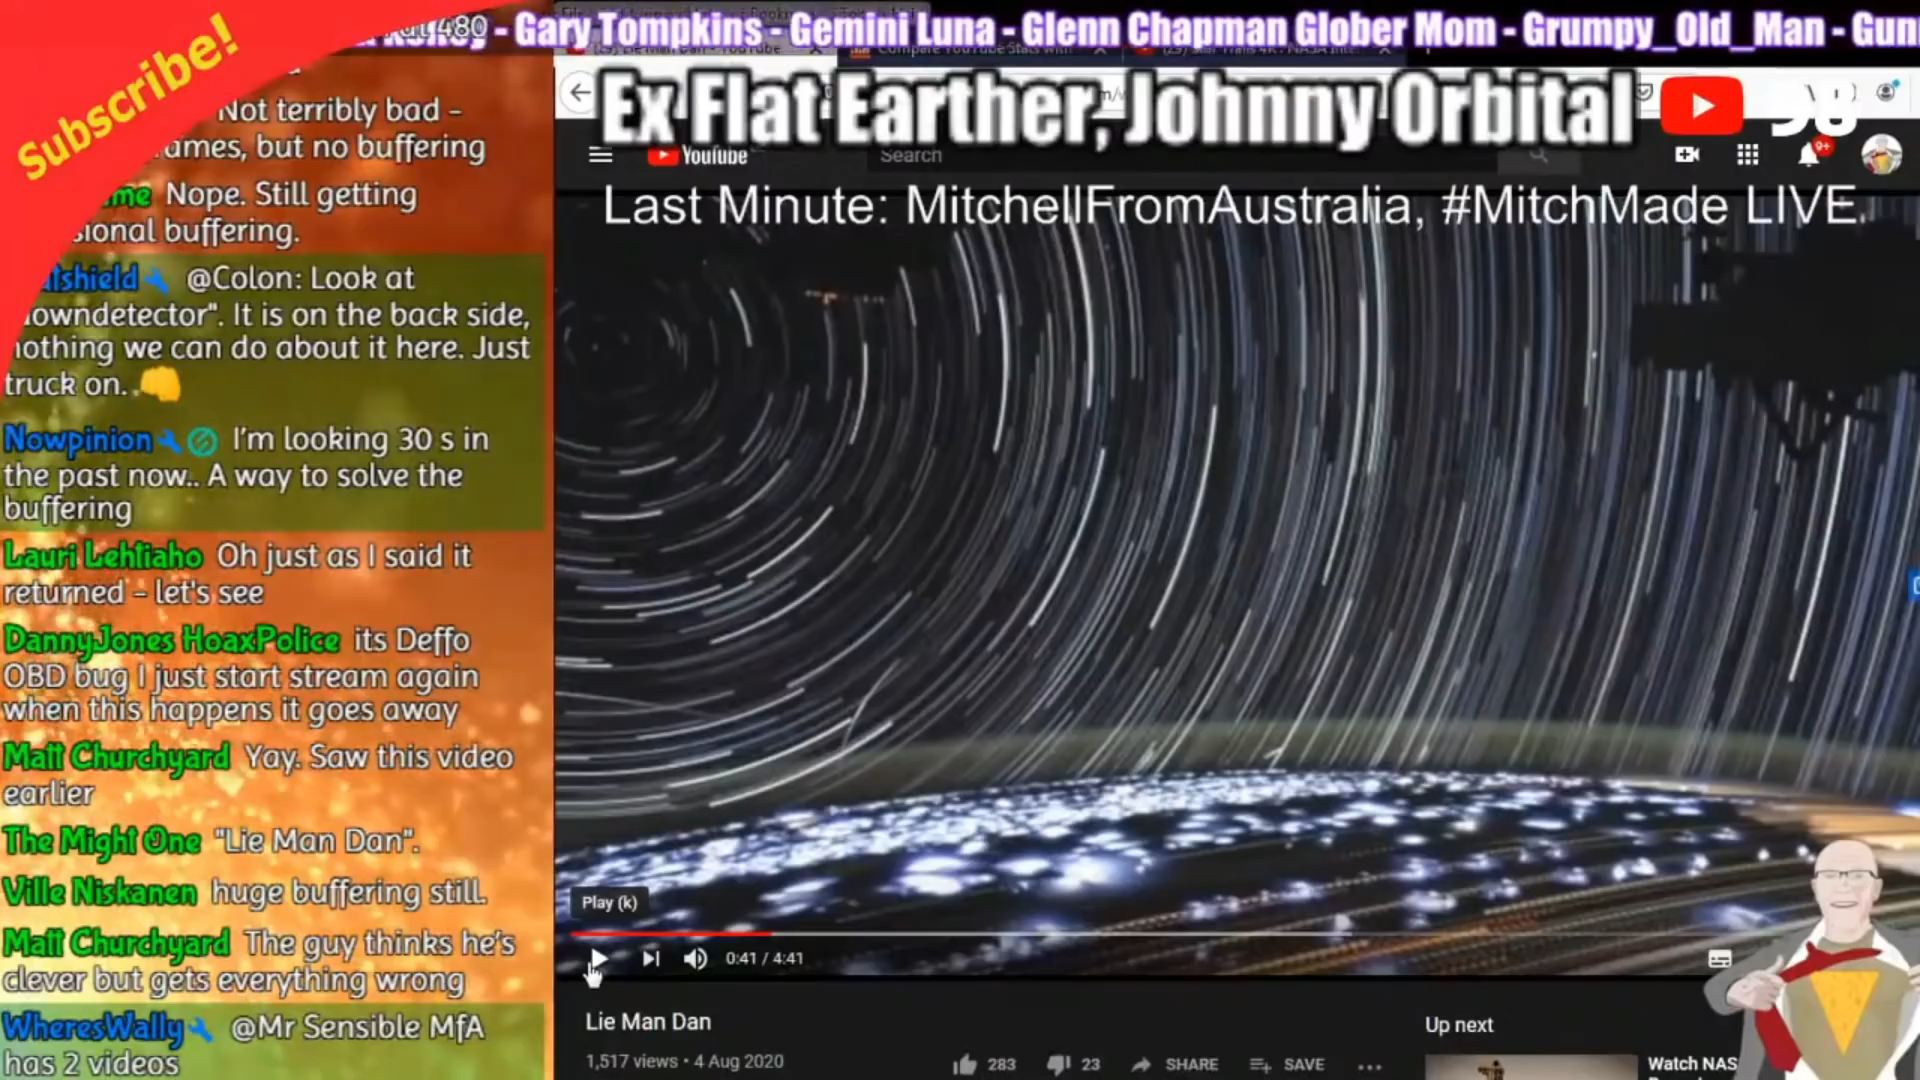 Subscribe!
480
- Gary Tompkins - Gemini Luna - Glenn Chapman Glober Mom - Grumpy_Old_Man - Gun
Ex Flat Earther, Johnny Orbital
YouTube
Search
9+
Last Minute: MitchellFromAustralia, #MitchMade LIVE.
Not terribly bad -
ames, but no buffering
me Nope. Still getting
sional buffering.
shield @Colon: Look at
owndetector". It is on the back side,
nothing we can do about it here. Just
truck on. 👊
Nowpinion I'm looking 30 s in
the past now.. A way to solve the
buffering
Lauri Lehtiaho Oh just as I said it
returned - let's see
DannyJones HoaxPolice its Deffo
OBD bug I just start stream again
when this happens it goes away
Matt Churchyard Yay. Saw this video
earlier
The Might One "Lie Man Dan".
Ville Niskanen huge buffering still.
Matt Churchyard The guy thinks he's
clever but gets everything wrong
WheresWally @Mr Sensible MfA
has 2 videos
Play (k)
0:41 / 4:41
Lie Man Dan
1,517 views • 4 Aug 2020
283
23
SHARE
SAVE
Up next
Watch NAS